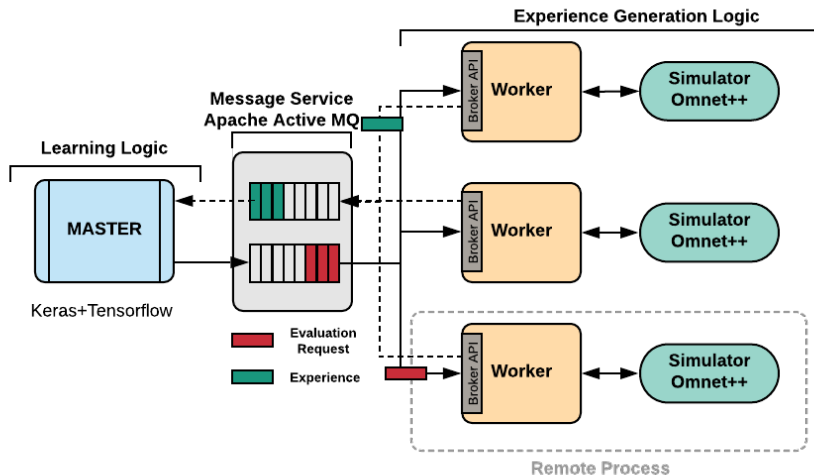 Experience Generation Logic
Broker API
Worker
Simulator
Omnet++
Message Service
Apache Active MQ
Learning Logic
MASTER
Keras+Tensorflow
Broker API
Worker
Simulator
Omnet++
Evaluation
Request
Experience
Broker API
Worker
Simulator
Omnet++
Remote Process